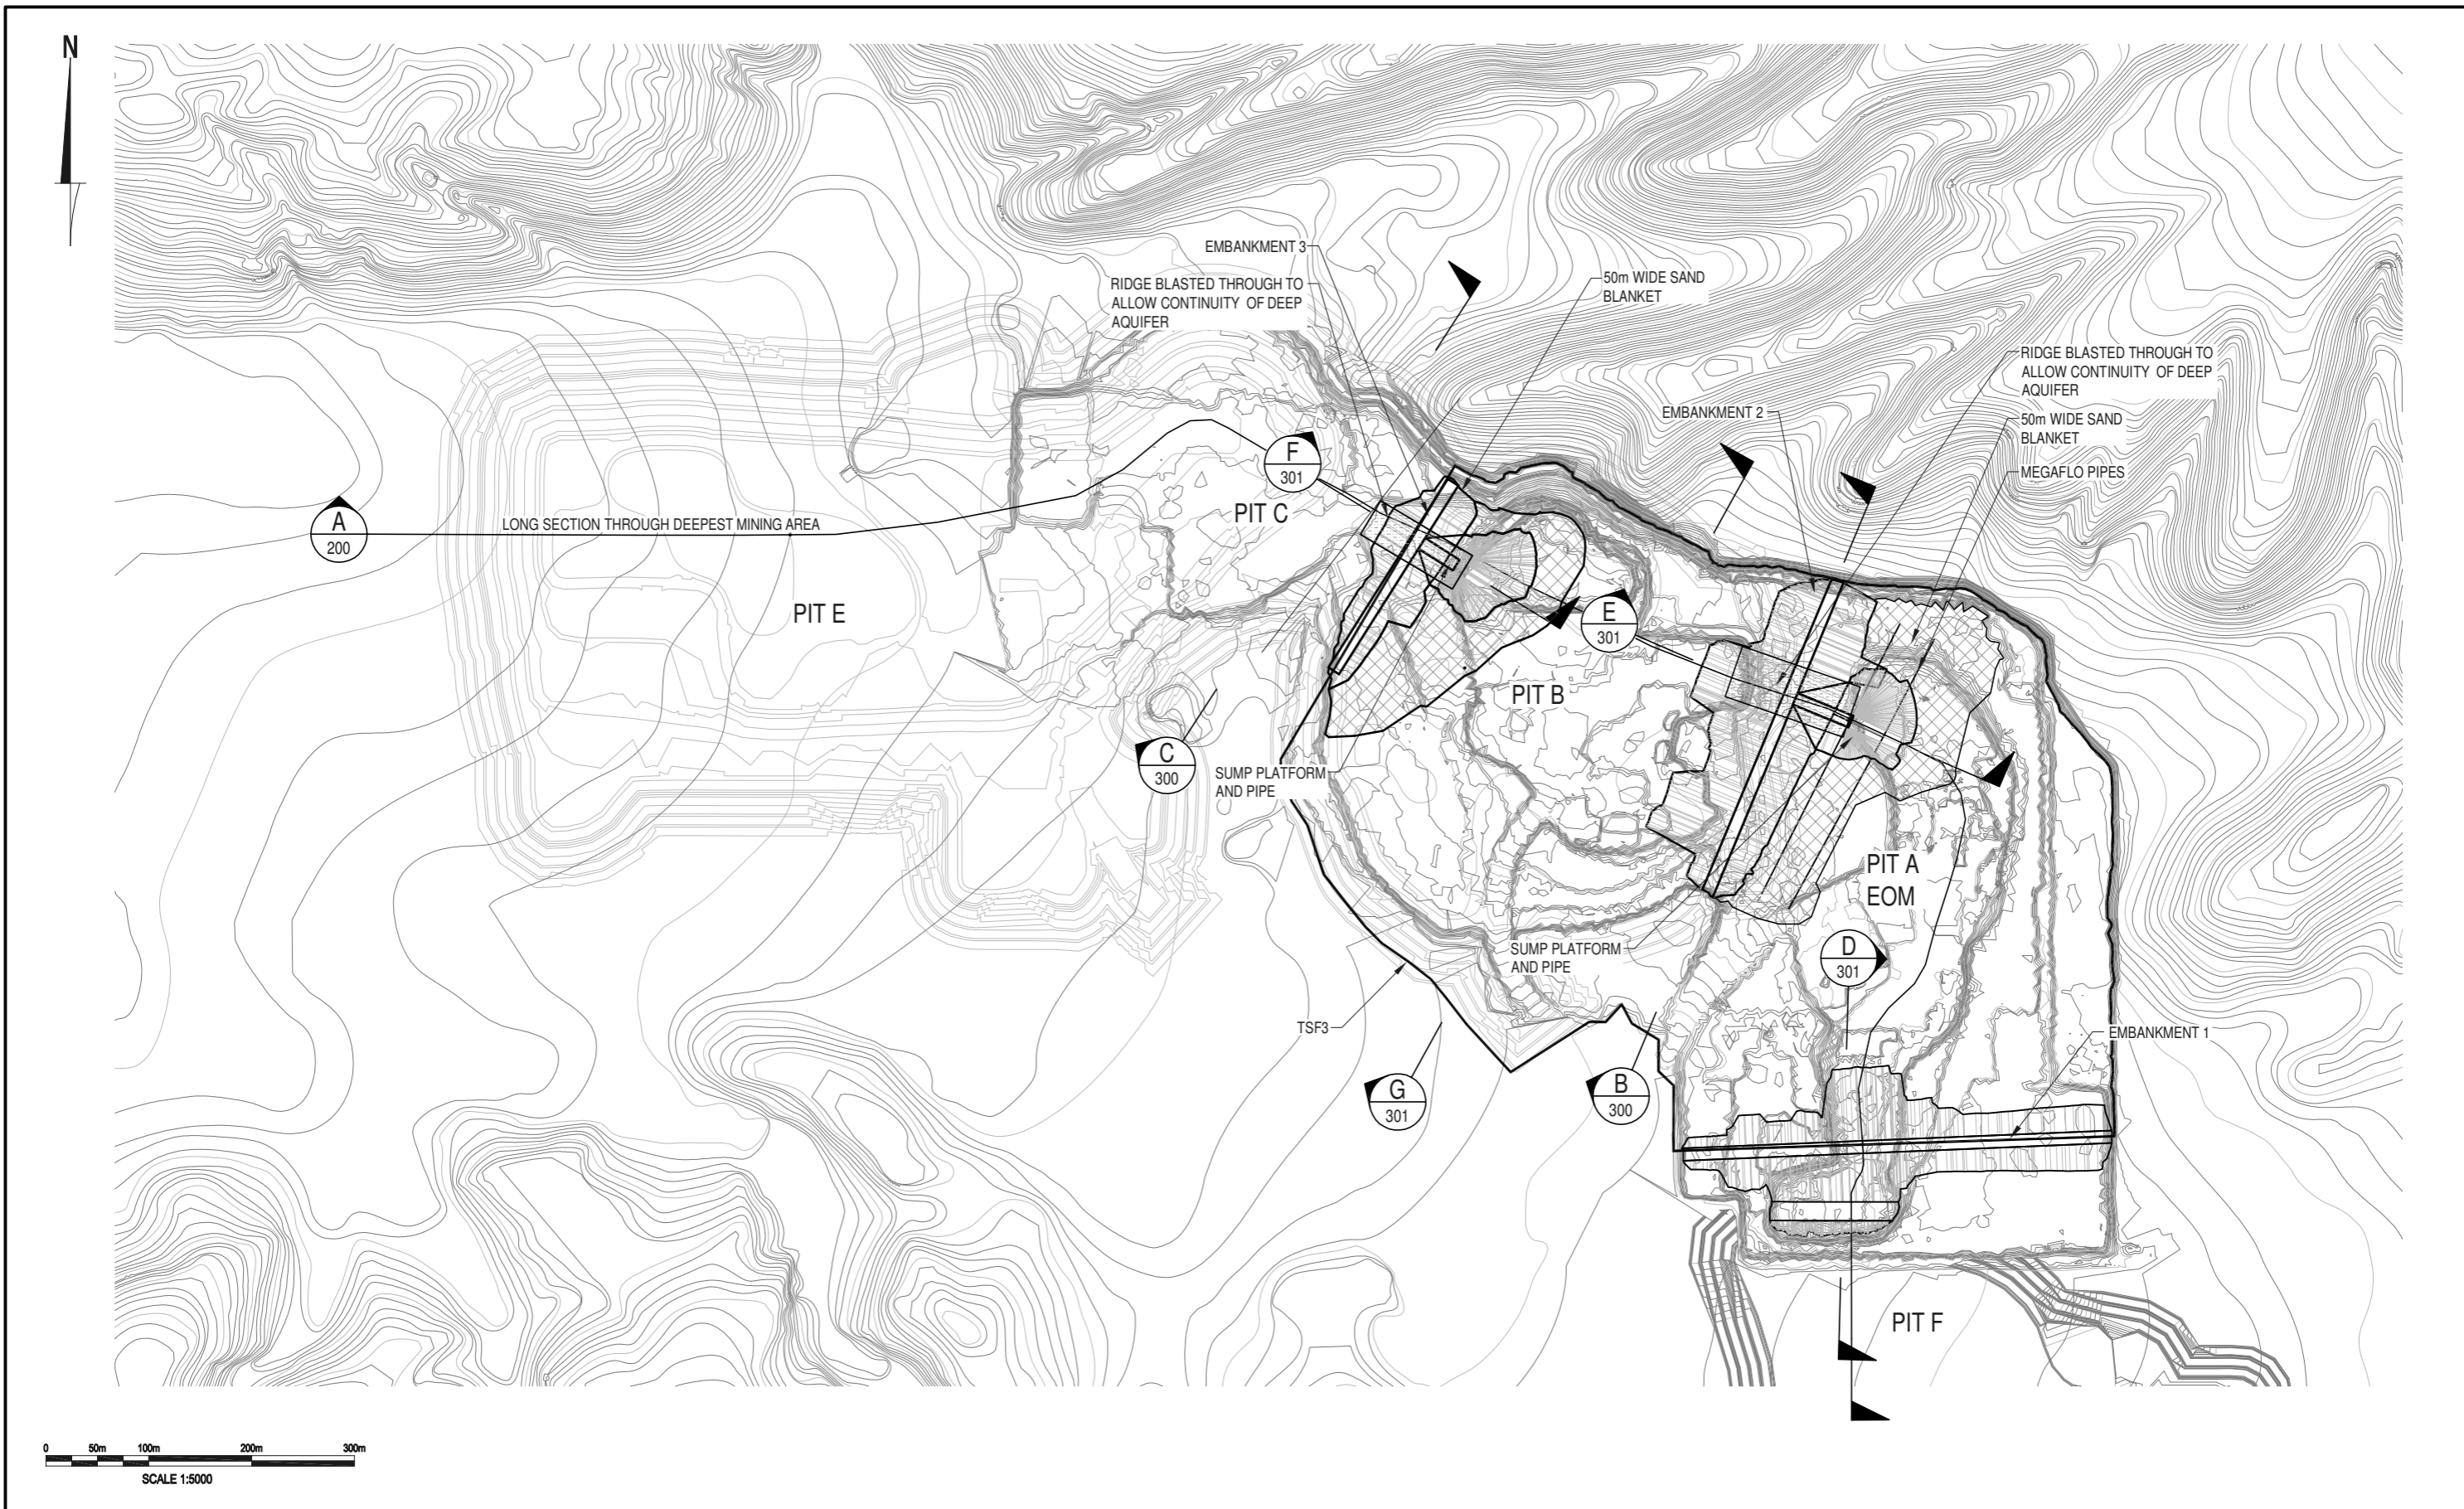 N
EMBANKMENT 3
RIDGE BLASTED THROUGH TO
ALLOW CONTINUITY OF DEEP
AQUIFER
50m WIDE SAND
BLANKET
RIDGE BLASTED THROUGH TO
ALLOW CONTINUITY OF DEEP
AQUIFER
EMBANKMENT 2
50m WIDE SAND
BLANKET
MEGAFLO PIPES
F
301
PIT C
A
200
LONG SECTION THROUGH DEEPEST MINING AREA
PIT E
E
301
PIT B
C
300
SUMP PLATFORM
AND PIPE
PIT A
EOM
SUMP PLATFORM
AND PIPE
D
301
TSF3
EMBANKMENT 1
G
301
B
300
PIT F
0 50m 100m 200m 300m
SCALE 1:5000